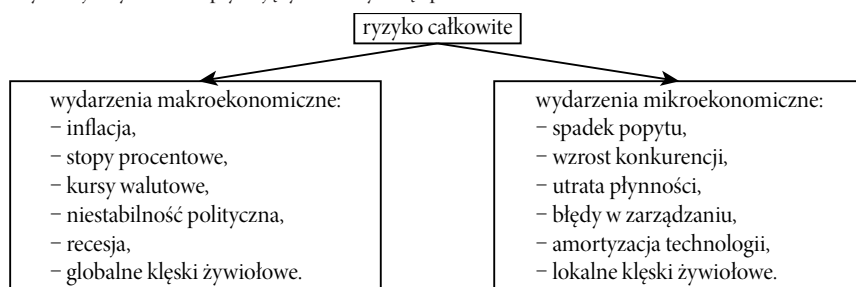 ryzyko całkowite
wydarzenia makroekonomiczne:
– inflacja,
– stopy procentowe,
– kursy walutowe,
– niestabilność polityczna,
– recesja,
– globalne klęski żywiołowe.
wydarzenia mikroekonomiczne:
– spadek popytu,
– wzrost konkurencji,
– utrata płynności,
– błędy w zarządzaniu,
– amortyzacja technologii,
– lokalne klęski żywiołowe.